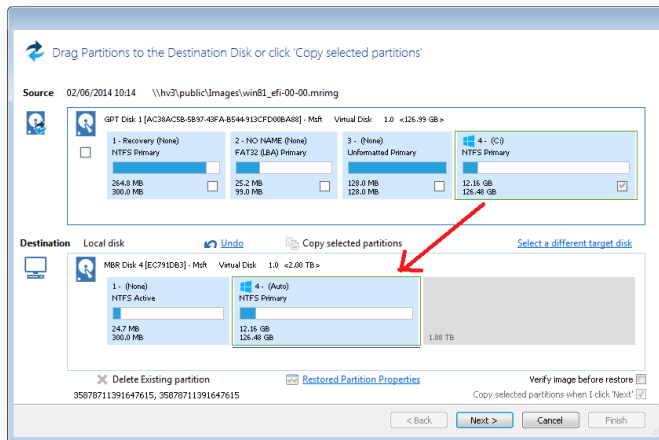 Drag Partitions to the Destination Disk or click 'Copy selected partitions'
Source 02/06/2014 10:14 \\hv3\public\Images\win81_efi-00-00.mrimg
GPT Disk 1 [AC38AC5B-5B97-43FA-B544-913CFD00BA88] - Msft Virtual Disk 1.0 <126.99 GB>
1 - Recovery (None) 2 - NO NAME (None) 3 - (None) 4 - (C:)
NTFS Primary FAT32 (LBA) Primary Unformatted Primary NTFS Primary
264.8 MB 25.2 MB 128.0 MB 12.16 GB
300.0 MB 99.0 MB 128.0 MB 126.48 GB
Destination Local disk Undo Copy selected partitions Select a different target disk
MBR Disk 4 [EC791DB3] - Msft Virtual Disk 1.0 <2.00 TB>
1 - (None) 4 - (Auto)
NTFS Active NTFS Primary
24.7 MB 12.16 GB
300.0 MB 126.48 GB 1.88 TB
Delete Existing partition Restored Partition Properties Verify image before restore
35878711391647615, 35878711391647615 Copy selected partitions when I click 'Next'
< Back Next > Cancel Finish